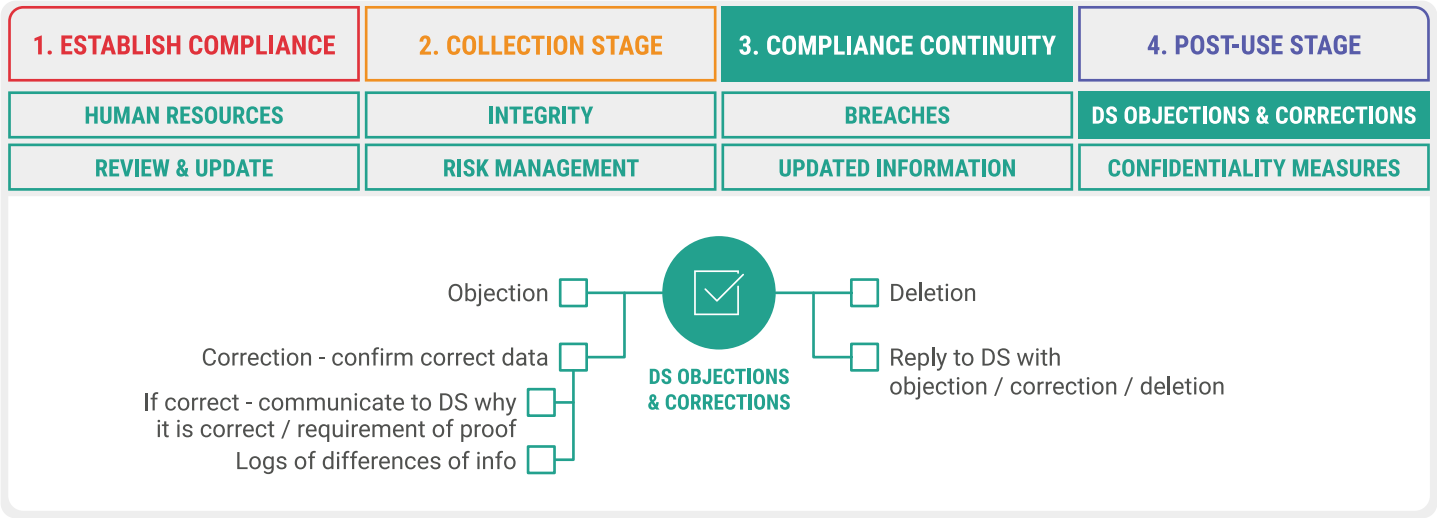 1. ESTABLISH COMPLIANCE
2. COLLECTION STAGE
3. COMPLIANCE CONTINUITY
4. POST-USE STAGE
HUMAN RESOURCES
INTEGRITY
BREACHES
DS OBJECTIONS & CORRECTIONS
REVIEW & UPDATE
RISK MANAGEMENT
UPDATED INFORMATION
CONFIDENTIALITY MEASURES
Objection
Correction - confirm correct data
If correct - communicate to DS why
it is correct / requirement of proof
Logs of differences of info
DS OBJECTIONS
& CORRECTIONS
Deletion
Reply to DS with
objection / correction / deletion